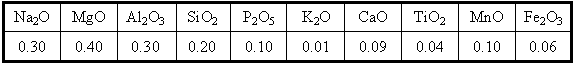 Na₂O MgO Al₂O₃ SiO₂ P₂O₅ K₂O CaO TiO₂ MnO Fe₂O₃
0.30 0.40 0.30 0.20 0.10 0.01 0.09 0.04 0.10 0.06